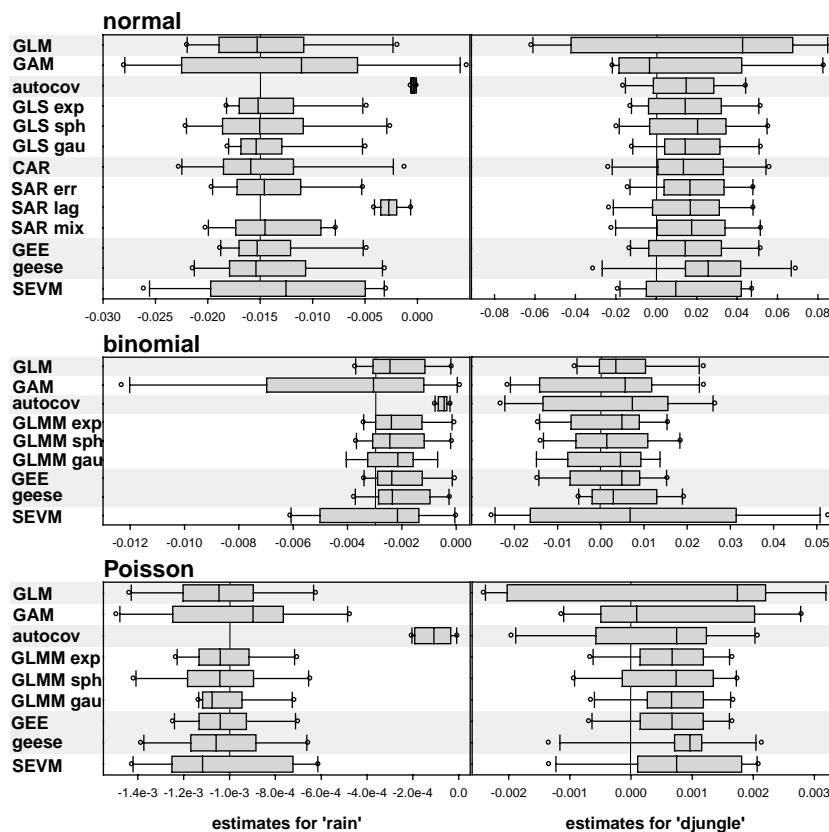 normal
GLM
GAM
autocov
GLS exp
GLS sph
GLS gau
CAR
SAR err
SAR lag
SAR mix
GEE
geese
SEVM
-0.030 -0.025 -0.020 -0.015 -0.010 -0.005 0.000
-0.08 -0.06 -0.04 -0.02 0.00 0.02 0.04 0.06 0.08
binomial
GLM
GAM
autocov
GLMM exp
GLMM sph
GLMM gau
GEE
geese
SEVM
-0.012 -0.010 -0.008 -0.006 -0.004 -0.002 0.000
-0.02 -0.01 0.00 0.01 0.02 0.03 0.04 0.05
Poisson
GLM
GAM
autocov
GLMM exp
GLMM sph
GLMM gau
GEE
geese
SEVM
-1.4e-3 -1.2e-3 -1.0e-3 -8.0e-4 -6.0e-4 -4.0e-4 -2.0e-4 0.0
-0.002 -0.001 0.000 0.001 0.002 0.003
estimates for 'rain' estimates for 'djungle'